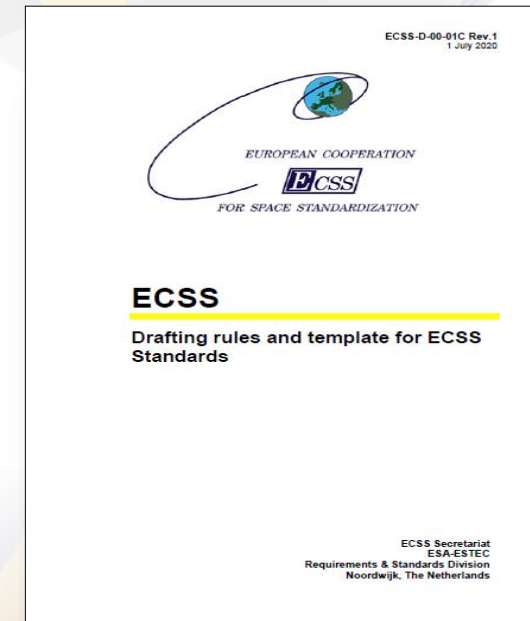 ECSS-D-00-01C Rev.1
1 July 2020
EUROPEAN COOPERATION
ECSS
FOR SPACE STANDARDIZATION
ECSS
Drafting rules and template for ECSS
Standards
ECSS Secretariat
ESA-ESTEC
Requirements & Standards Division
Noordwijk, The Netherlands